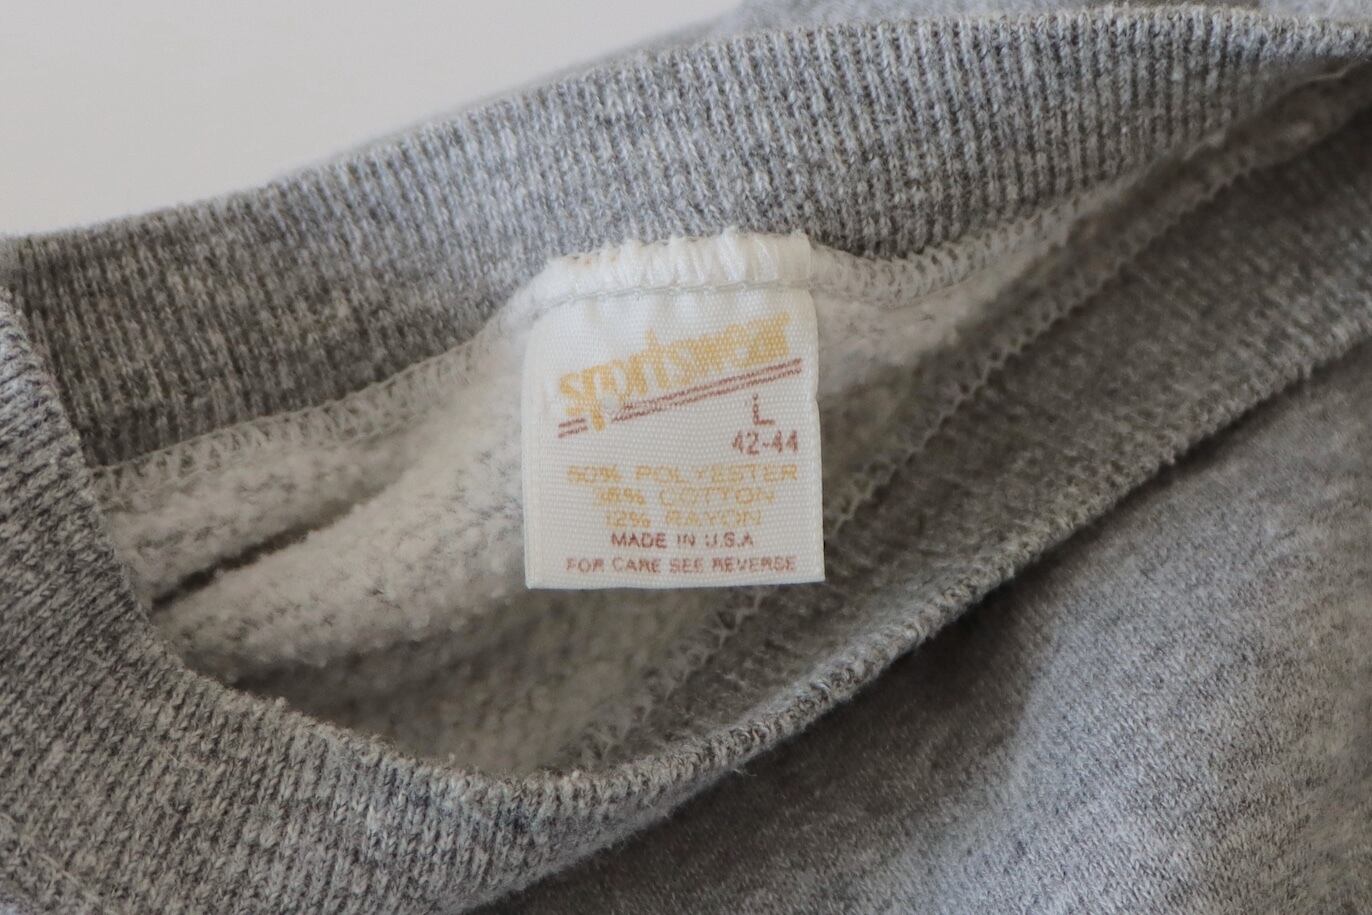 sportswear
L
42-44
50% POLYESTER
38% COTTON
12% RAYON
MADE IN U.S.A
FOR CARE SEE REVERSE